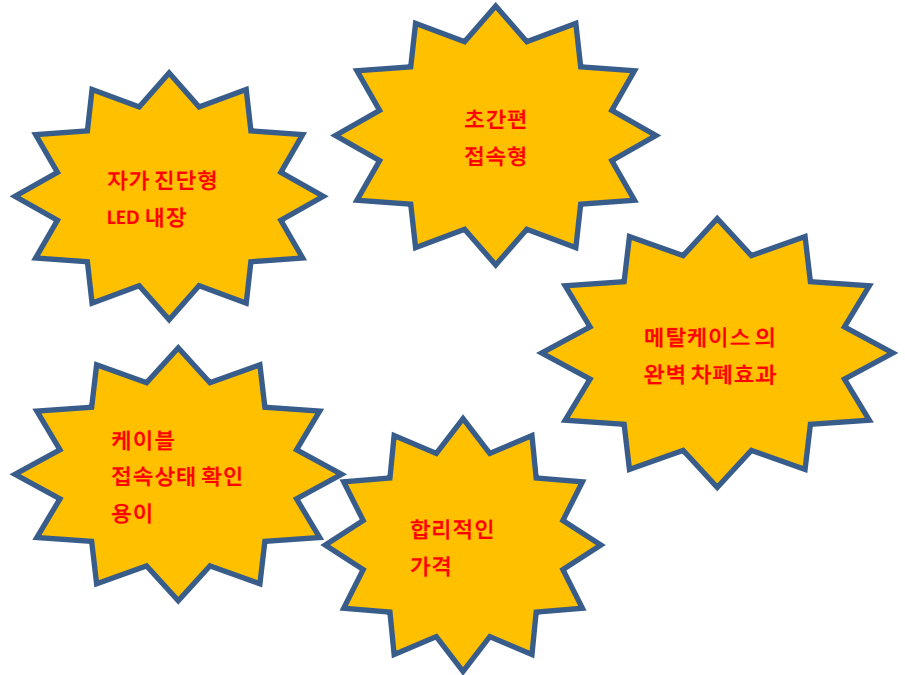 초간편
접속형
자가 진단형
LED 내장
메탈케이스 의
완벽 차폐효과
케이블
접속상태 확인
용이
합리적인
가격